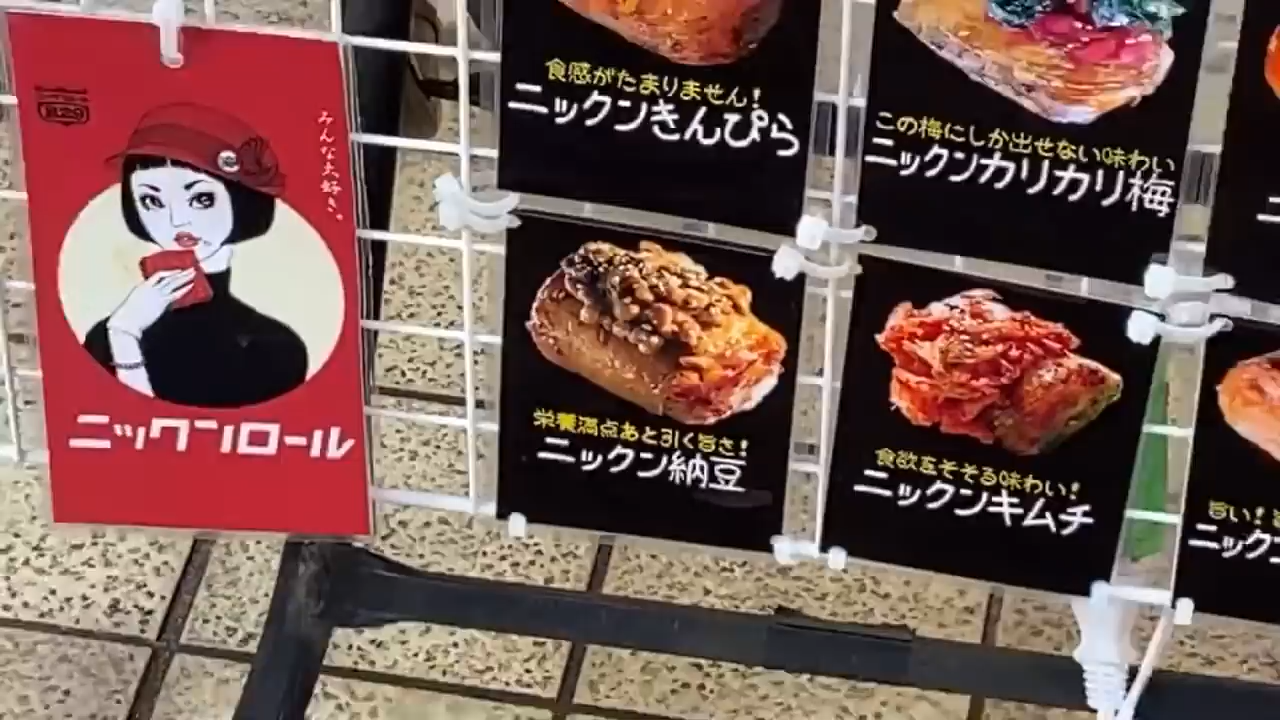 みんな大好き。
ニックンロール
食感がたまりません!
ニックンきんぴら
この梅にしか出せない味わい
ニックンカリカリ梅
栄養満点あと引く旨さ!
ニックン納豆
食欲をそそる味わい!
ニックンキムチ
旨い!
ニック